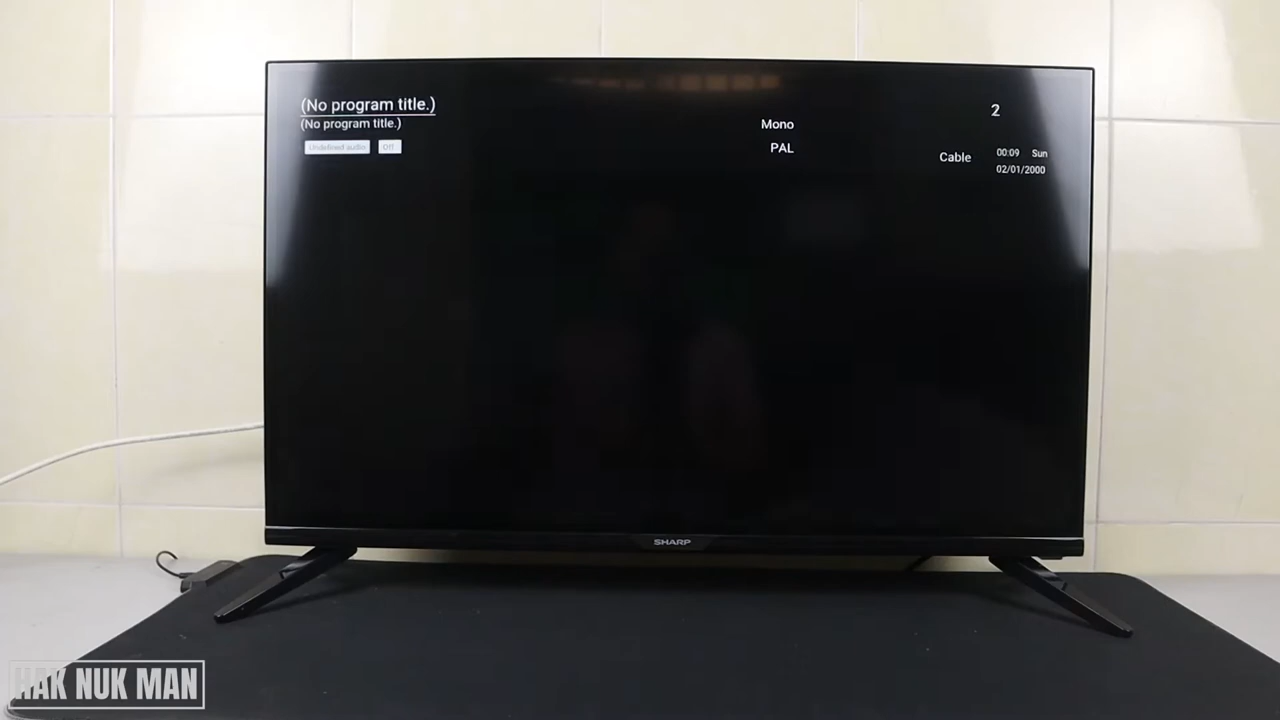 (No program title.)
(No program title.)
Undefined audio Off
Mono
PAL
2
Cable
00:09 Sun
02/01/2000
SHARP
HAK NUK MAN